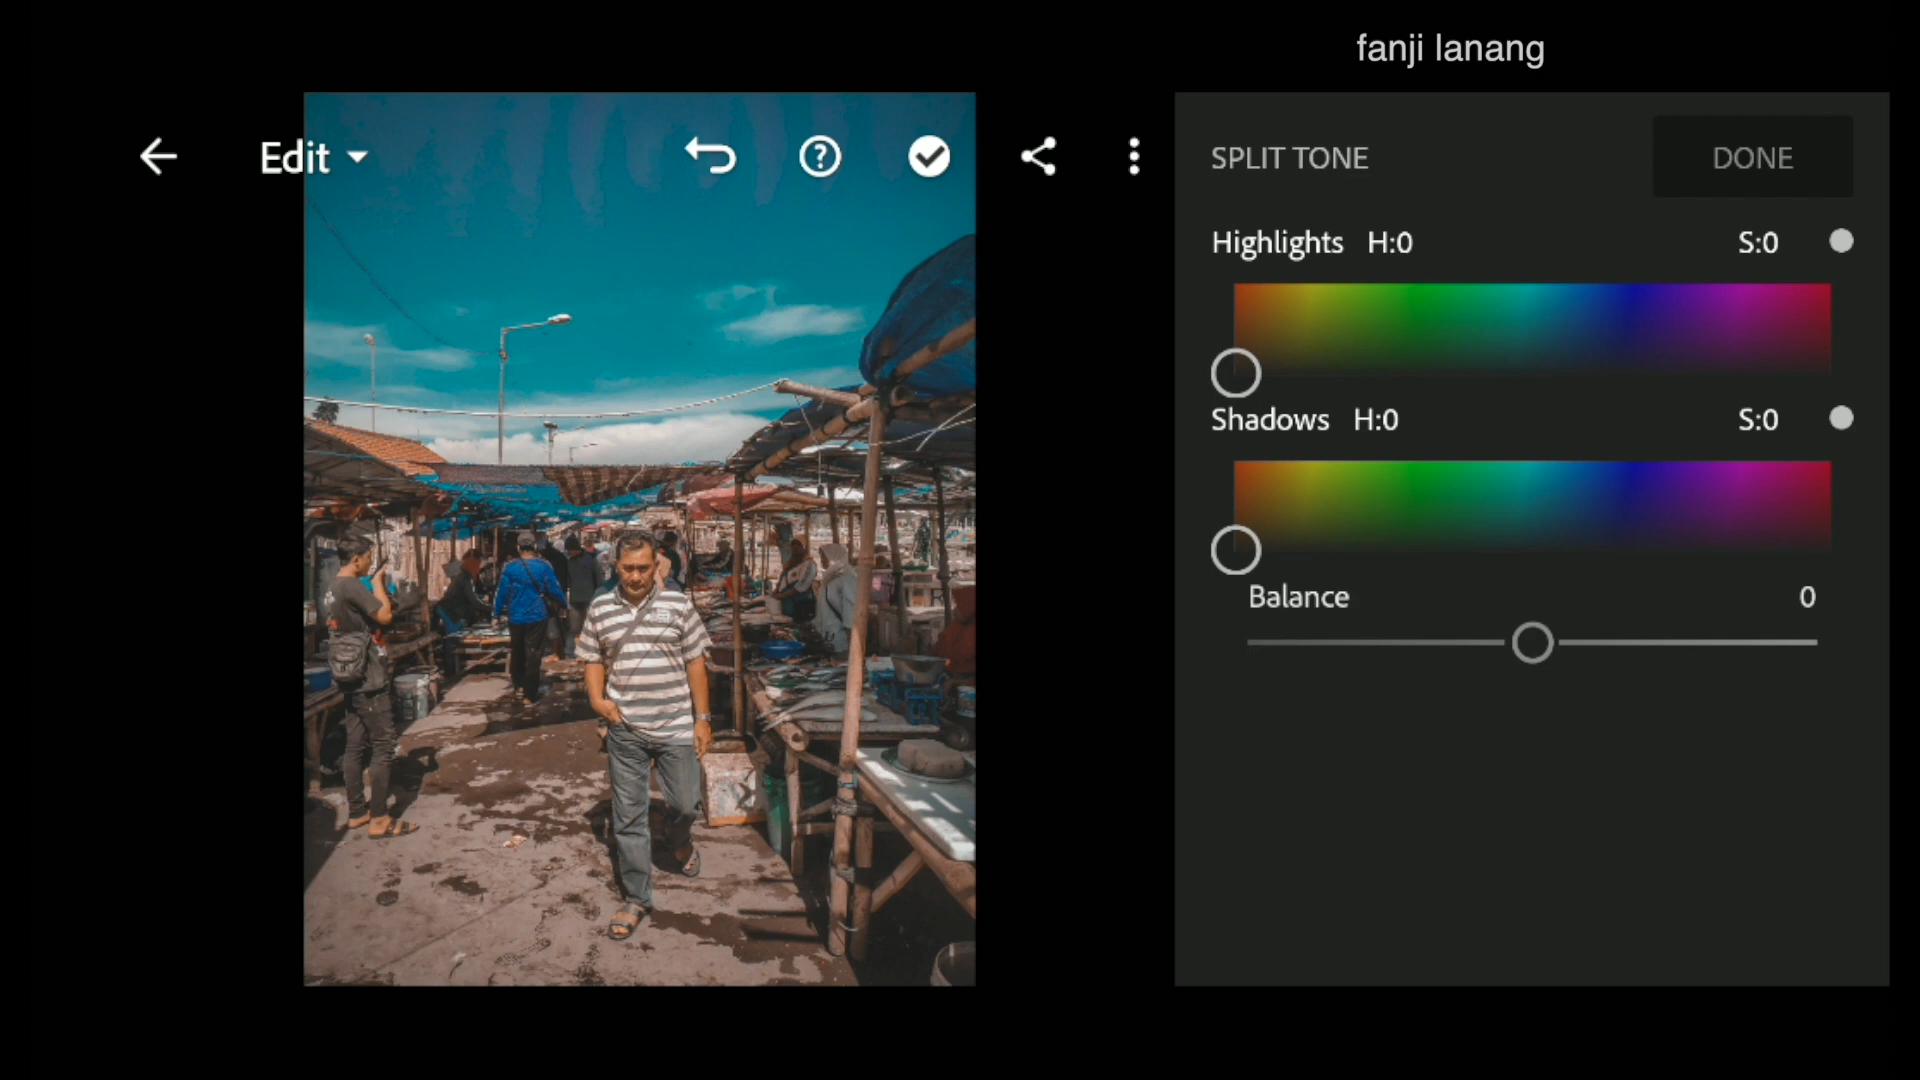 fanji lanang
Edit
SPLIT TONE
DONE
Highlights H:0 S:0
Shadows H:0 S:0
Balance 0